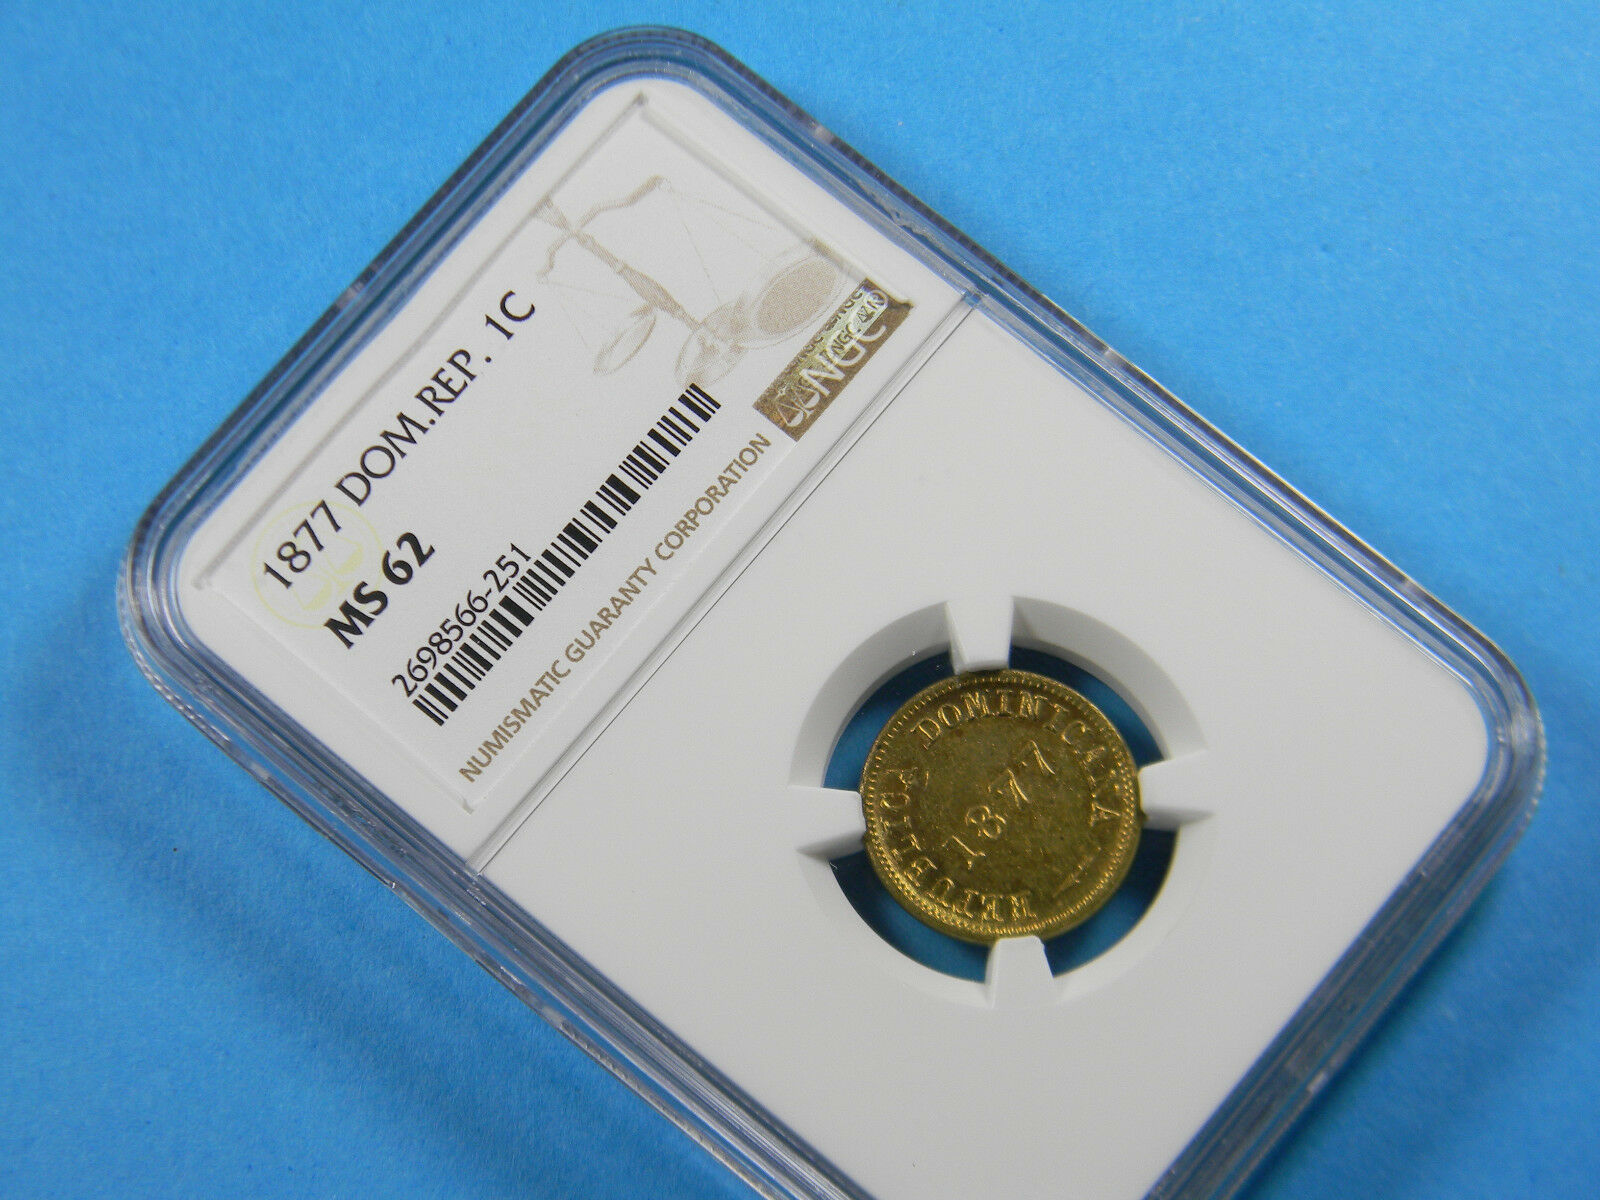 1877 DOM.REP. 1C
MS 62
2698566-251
NUMISMATIC GUARANTY CORPORATION
NGC
REPUBLICA DOMINICANA
1877